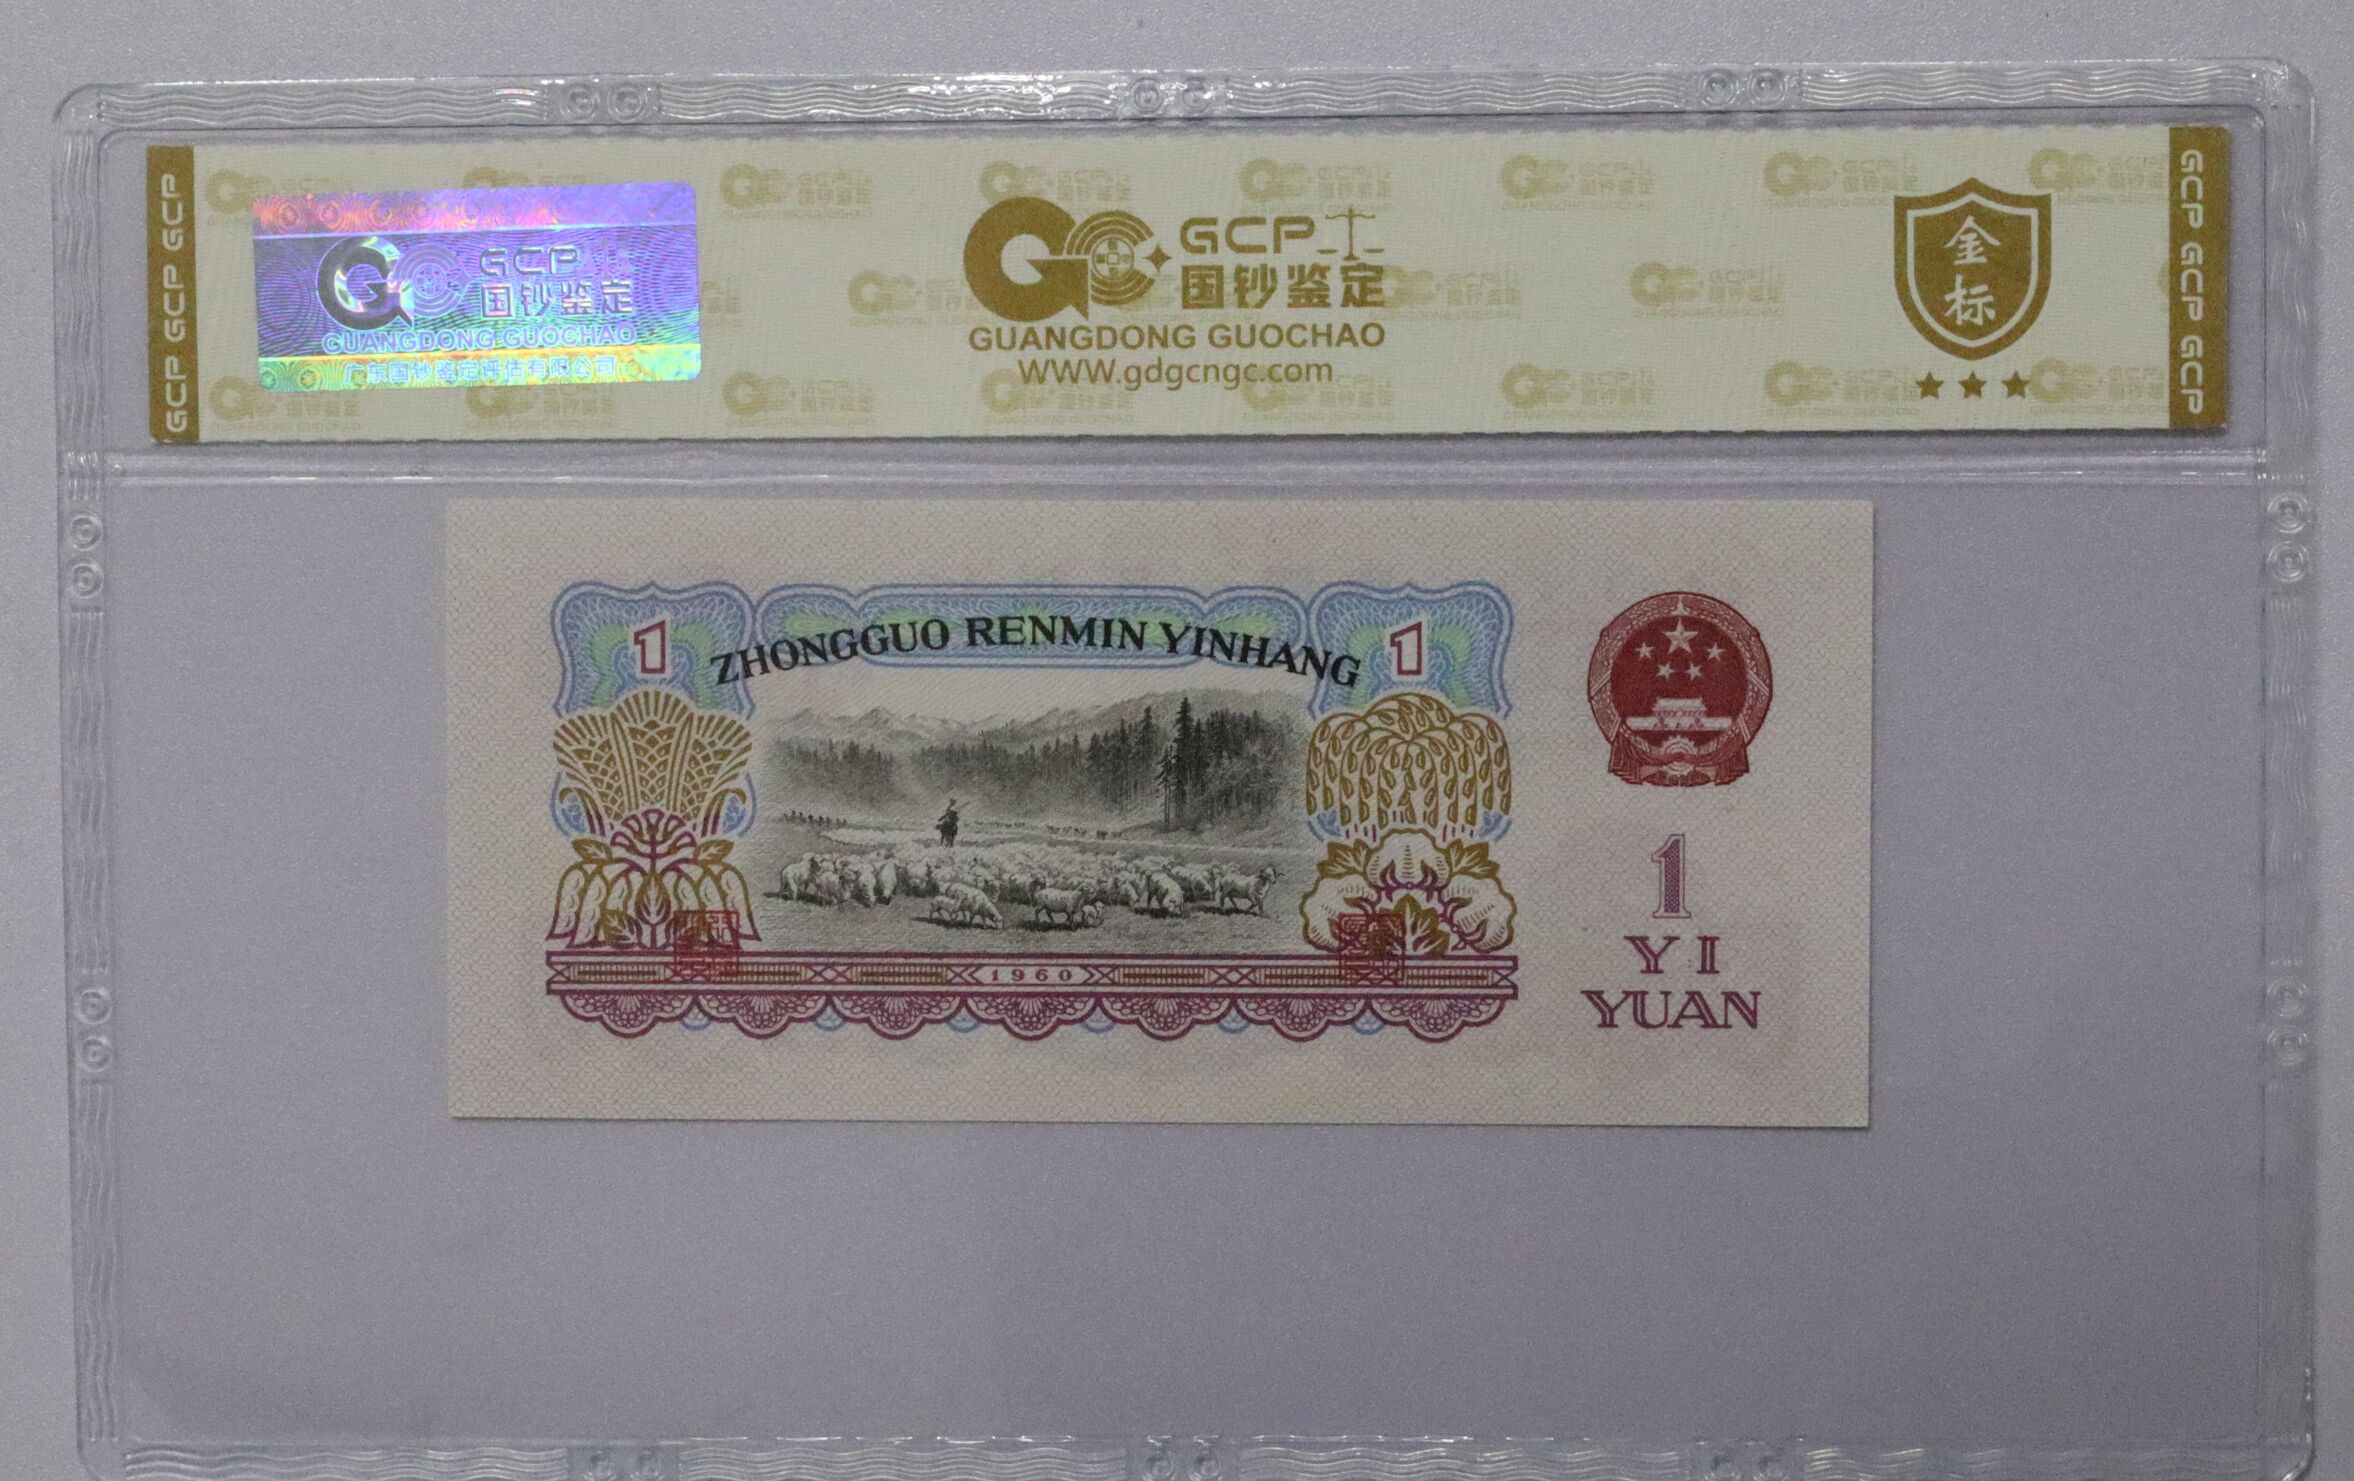 GCP GCP GCP
GCP
国钞鉴定
GUANGDONG GUOCHAO
广东国钞鉴定评估有限公司
GCP
国钞鉴定
GUANGDONG GUOCHAO
WWW.gdgcngc.com
金
标
GCP GCP GCP
1
ZHONGGUO RENMIN YINHANG
1
1960
1
YI
YUAN